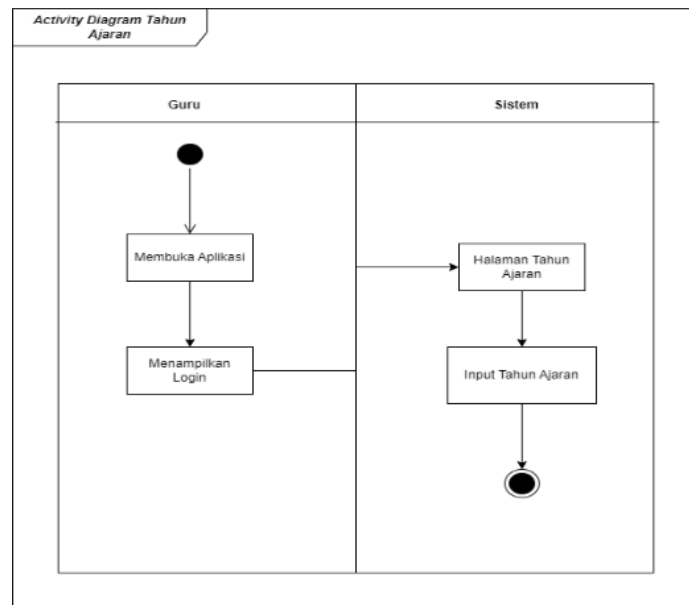 Activity Diagram Tahun
Ajaran
Guru
Sistem
Membuka Aplikasi
Halaman Tahun
Ajaran
Menampilkan
Login
Input Tahun Ajaran